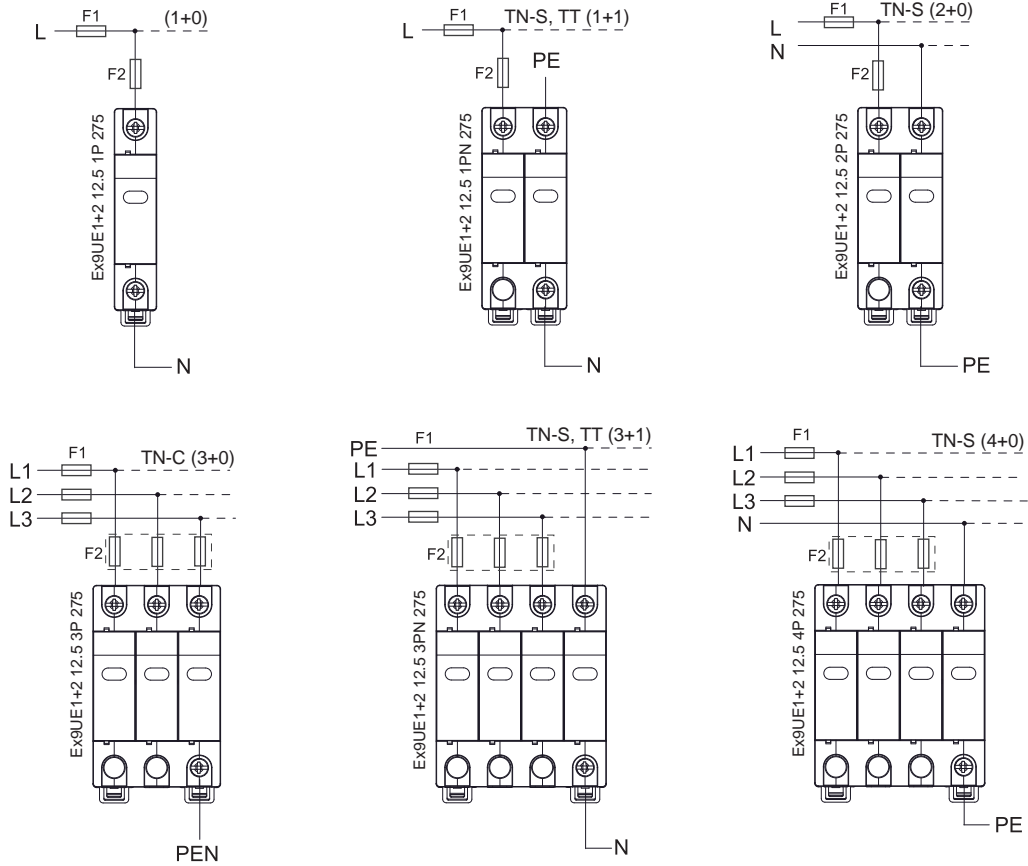 F1 (1+0)
L
F2
Ex9UE1+2 12.5 1P 275
N
F1 TN-S, TT (1+1)
L
PE
F2
Ex9UE1+2 12.5 1PN 275
N
F1 TN-S (2+0)
L
N
F2
Ex9UE1+2 12.5 2P 275
PE
F1
TN-C (3+0)
L1
L2
L3
F2
Ex9UE1+2 12.5 3P 275
PEN
F1 TN-S, TT (3+1)
PE
L1
L2
L3
F2
Ex9UE1+2 12.5 3PN 275
N
F1
TN-S (4+0)
L1
L2
L3
N
F2
Ex9UE1+2 12.5 4P 275
PE